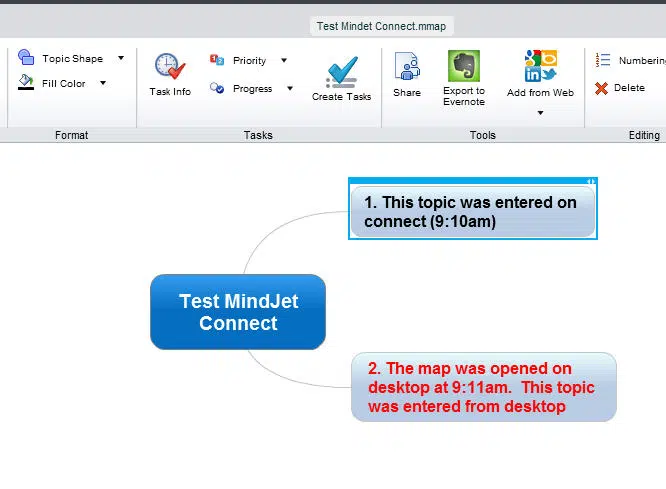 Test Mindet Connect.mmap
Topic Shape
Fill Color
Format
Task Info
Priority
Progress
Create Tasks
Tasks
Share
Export to
Evernote
Add from Web
Tools
Numbering
Delete
Editing
1. This topic was entered on
connect (9:10am)
Test MindJet
Connect
2. The map was opened on
desktop at 9:11am.  This topic
was entered from desktop